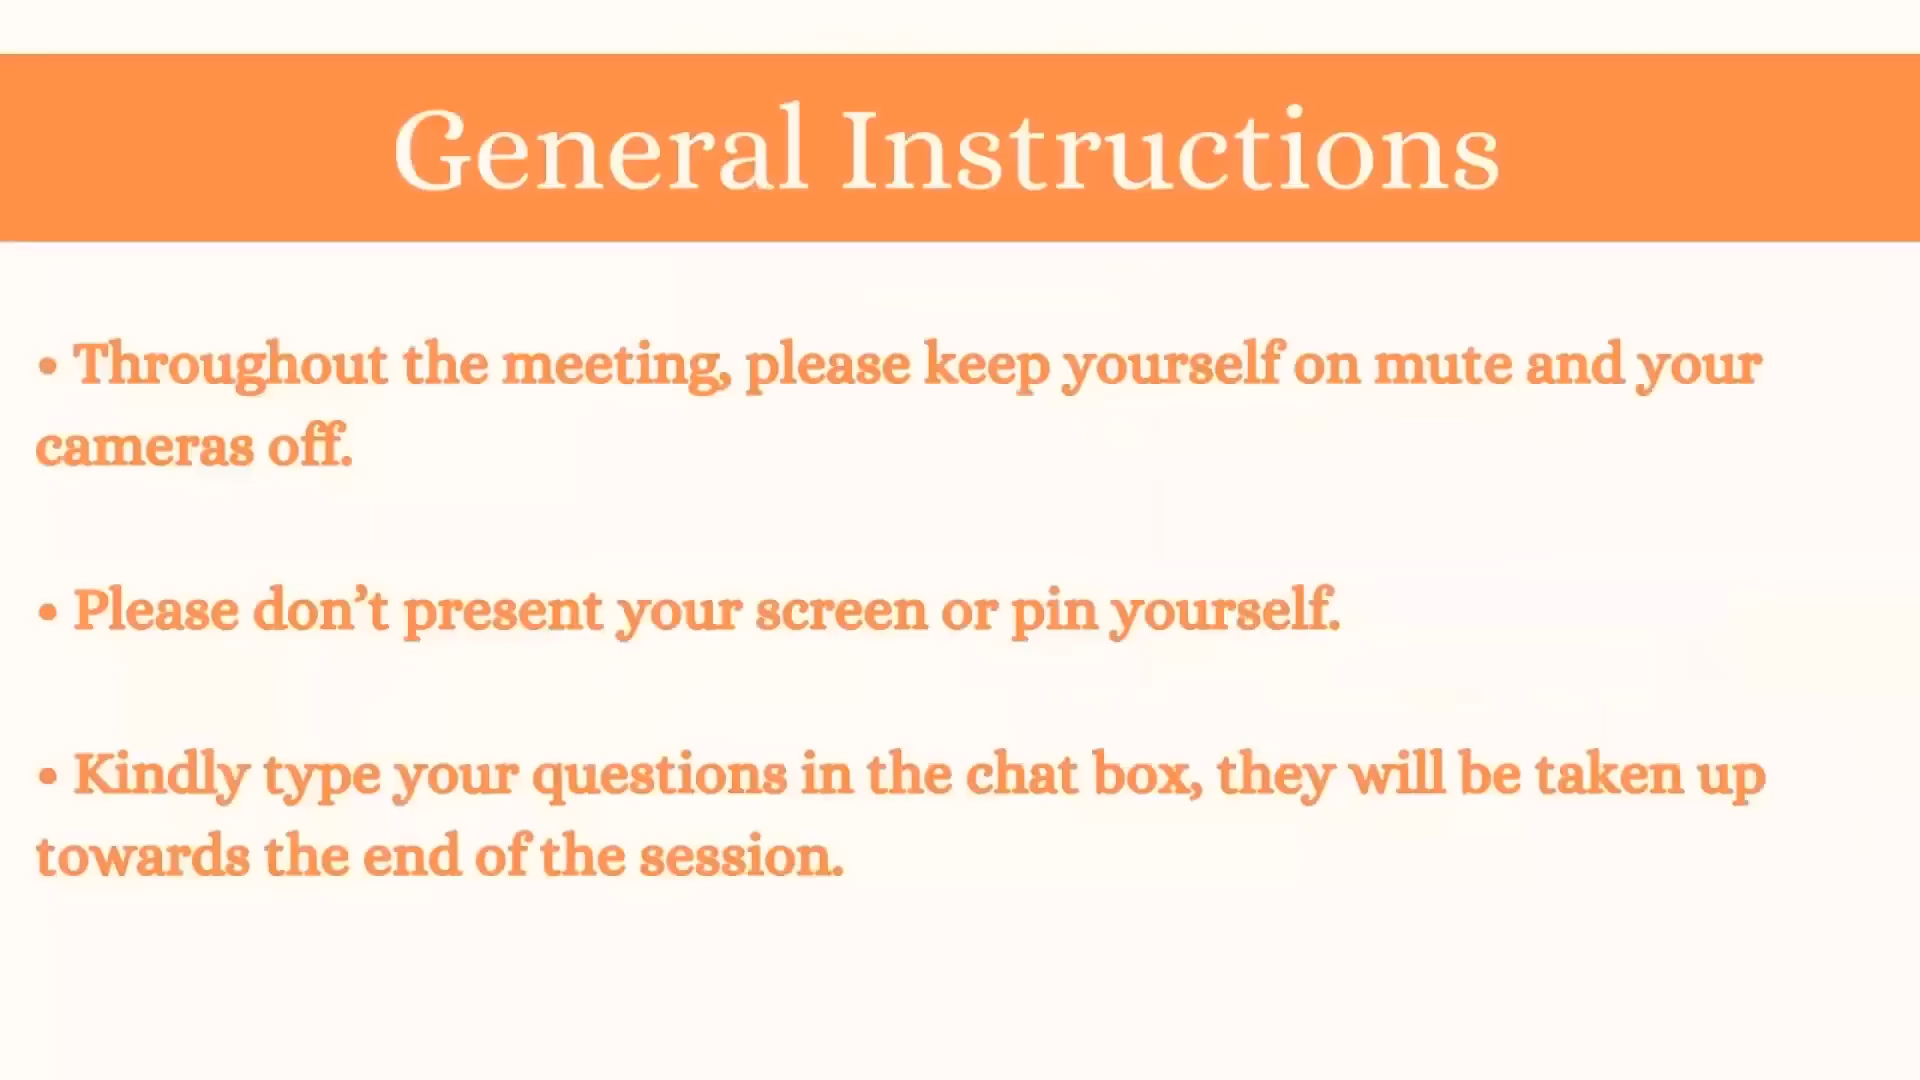 General Instructions
• Throughout the meeting, please keep yourself on mute and your
cameras off.
• Please don’t present your screen or pin yourself.
• Kindly type your questions in the chat box, they will be taken up
towards the end of the session.